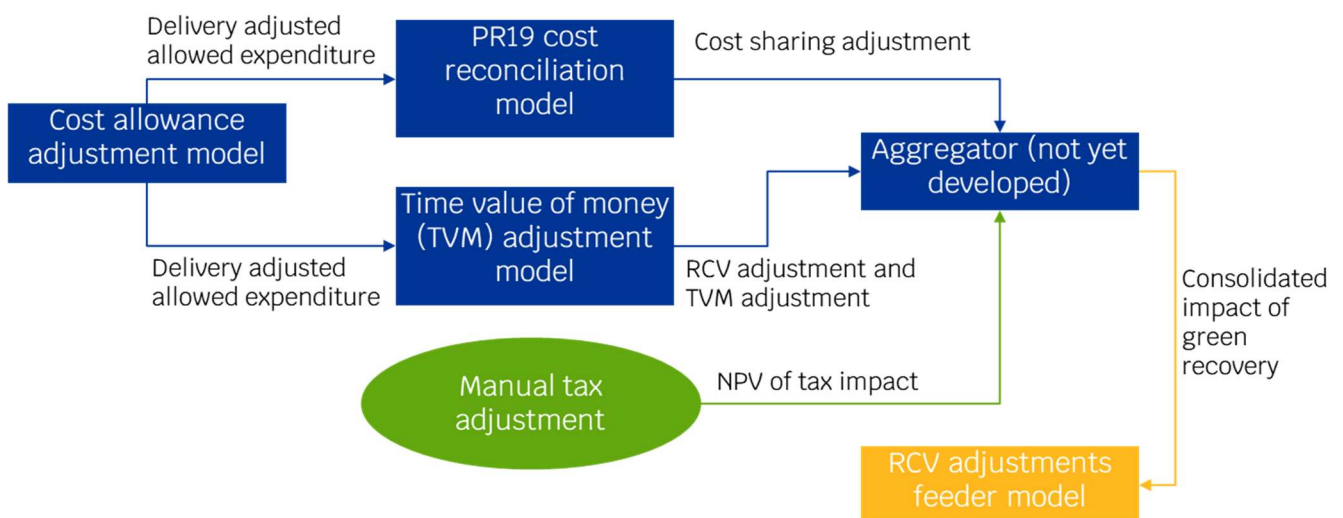 Delivery adjusted
allowed expenditure
PR19 cost
reconciliation
model
Cost sharing adjustment
Cost allowance
adjustment model
Aggregator (not yet
developed)
Time value of money
(TVM) adjustment
model
Delivery adjusted
allowed expenditure
RCV adjustment and
TVM adjustment
Consolidated
impact of
green
recovery
Manual tax
adjustment
NPV of tax impact
RCV adjustments
feeder model